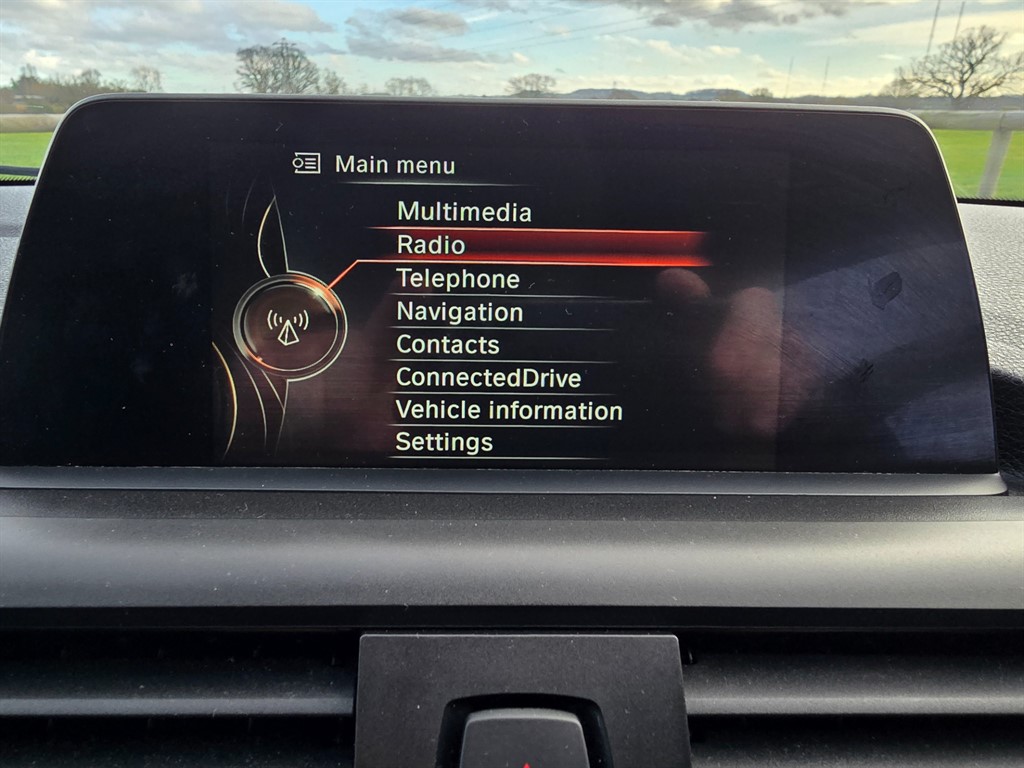 Main menu
Multimedia
Radio
Telephone
Navigation
Contacts
ConnectedDrive
Vehicle information
Settings